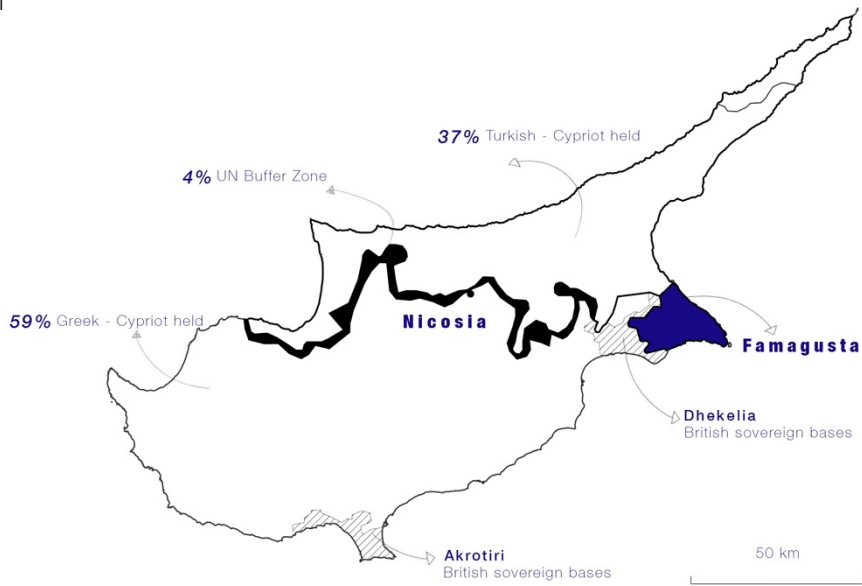 37% Turkish - Cypriot held
4% UN Buffer Zone
59% Greek - Cypriot held
Nicosia
Famagusta
Dhekelia
British sovereign bases
Akrotiri
British sovereign bases
50 km